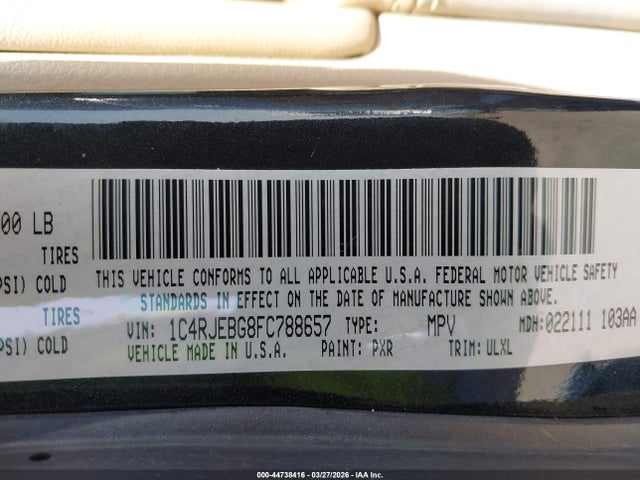 00 LB
TIRES
PSI) COLD
TIRES
PSI) COLD
THIS VEHICLE CONFORMS TO ALL APPLICABLE U.S.A. FEDERAL MOTOR VEHICLE SAFETY
STANDARDS IN EFFECT ON THE DATE OF MANUFACTURE SHOWN ABOVE.
VIN: 1C4RJEBG8FC788657 TYPE: MPV MDH:022111 103AA
VEHICLE MADE IN U.S.A. PAINT: PXR TRIM: ULXL
000-44738416 - 03/27/2026 - IAA Inc.